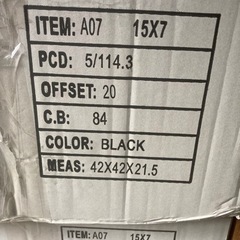 ITEM: A07 15X7
PCD: 5/114.3
OFFSET: 20
C.B: 84
COLOR: BLACK
MEAS: 42X42X21.5
ITEM: A07 15X7